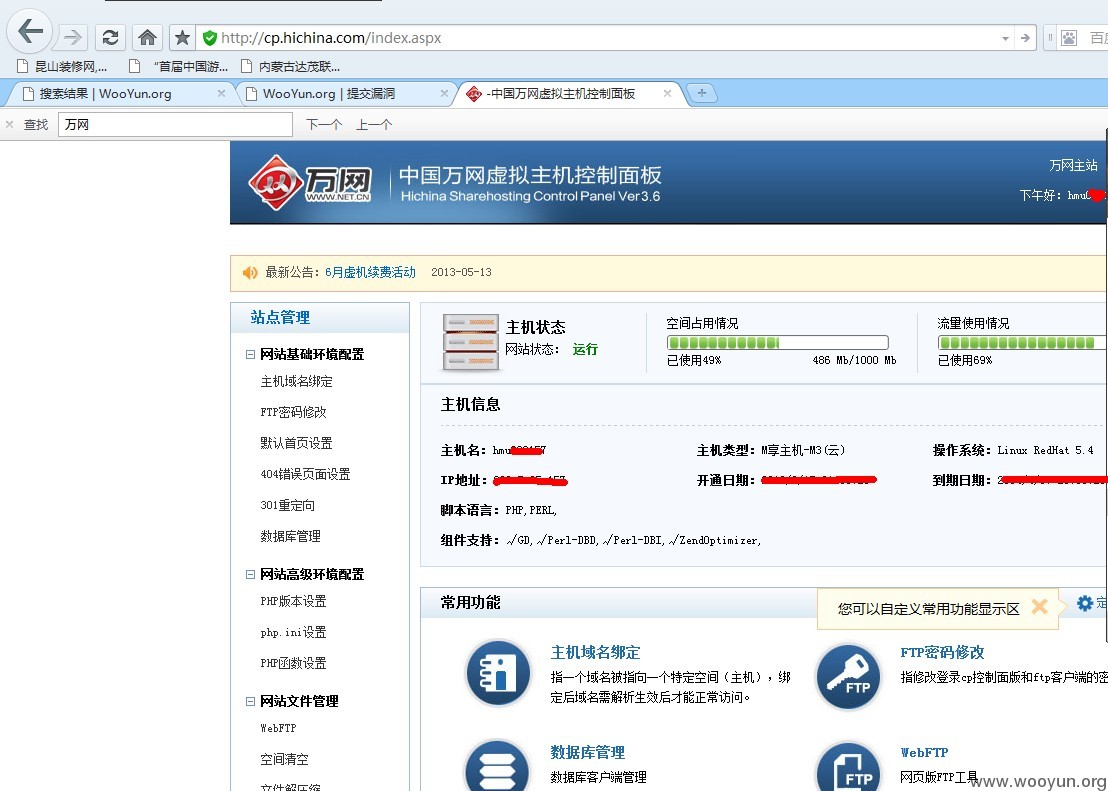 http://cp.hichina.com/index.aspx
百度
昆山装修网,... “首届中国游... 内蒙古达茂联...
搜索结果 | WooYun.org WooYun.org | 提交漏洞 -中国万网虚拟主机控制面板
查找 万网 下一个 上一个
万网 WWW.NET.CN 中国万网虚拟主机控制面板
Hichina Sharehosting Control Panel Ver3.6
万网主站
下午好：hmu
最新公告：6月虚机续费活动 2013-05-13
站点管理
网站基础环境配置
主机域名绑定
FTP密码修改
默认首页设置
404错误页面设置
301重定向
数据库管理
网站高级环境配置
PHP版本设置
php.ini设置
PHP函数设置
网站文件管理
WebFTP
空间清空
文件解压缩
主机状态
网站状态： 运行
空间占用情况
已使用49% 486 Mb/1000 Mb
流量使用情况
已使用69%
主机信息
主机名：hmu 主机类型：M享主机-M3(云) 操作系统：Linux RedHat 5.4
IP地址： 开通日期： 到期日期：
脚本语言：PHP,PERL,
组件支持：√/GD,√/Perl-DBD,√/Perl-DBI,√/ZendOptimizer,
常用功能
您可以自定义常用功能显示区
定
主机域名绑定
指一个域名被指向一个特定空间（主机），绑
定后域名需解析生效后才能正常访问。
FTP密码修改
指修改登录cp控制面版和ftp客户端的密
FTP
数据库管理
数据库客户端管理
WebFTP
网页版FTP工具
FTP
www.wooyun.org